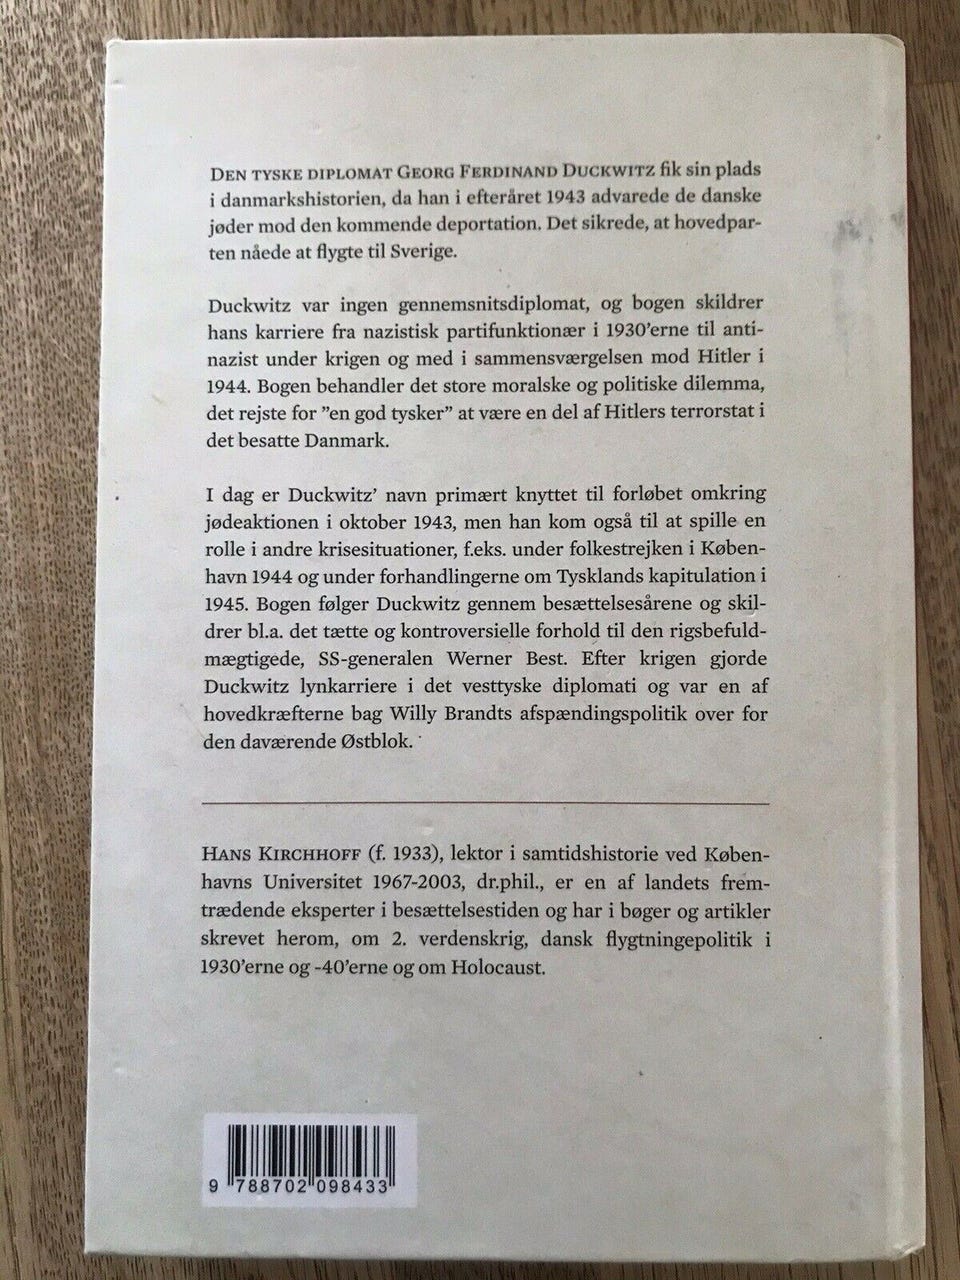 DEN TYSKE DIPLOMAT GEORG FERDINAND DUCKWITZ fik sin plads
i danmarkshistorien, da han i efteråret 1943 advarede de danske
jøder mod den kommende deportation. Det sikrede, at hovedpar-
ten nåede at flygte til Sverige.
Duckwitz var ingen gennemsnitsdiplomat, og bogen skildrer
hans karriere fra nazistisk partifunktionær i 1930'erne til anti-
nazist under krigen og med i sammensværgelsen mod Hitler i
1944. Bogen behandler det store moralske og politiske dilemma,
det rejste for "en god tysker" at være en del af Hitlers terrorstat i
det besatte Danmark.
I dag er Duckwitz' navn primært knyttet til forløbet omkring
jødeaktionen i oktober 1943, men han kom også til at spille en
rolle i andre krisesituationer, f.eks. under folkestrejken i Køben-
havn 1944 og under forhandlingerne om Tysklands kapitulation i
1945. Bogen følger Duckwitz gennem besættelsesårene og skil-
drer bl.a. det tætte og kontroversielle forhold til den rigsbefuld-
mægtigede, SS-generalen Werner Best. Efter krigen gjorde
Duckwitz lynkarriere i det vesttyske diplomati og var en af
hovedkræfterne bag Willy Brandts afspændingspolitik over for
den daværende Østblok.
HANS KIRCHHOFF (f. 1933), lektor i samtidshistorie ved Køben-
havns Universitet 1967-2003, dr.phil., er en af landets frem-
trædende eksperter i besættelsestiden og har i bøger og artikler
skrevet herom, om 2. verdenskrig, dansk flygtningepolitik i
1930'erne og -40'erne og om Holocaust.
9 788702 098433